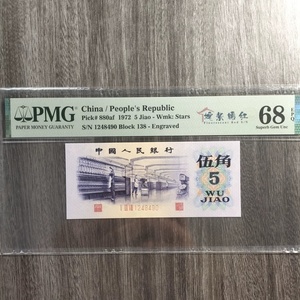 PMG
PAPER MONEY GUARANTY
China / People's Republic
Pick# 880af 1972 5 Jiao - Wmk: Stars
S/N 1248490 Block 138 - Engraved
68 EPQ
Superb Gem Unc
中国人民银行
伍角
5
WU
JIAO